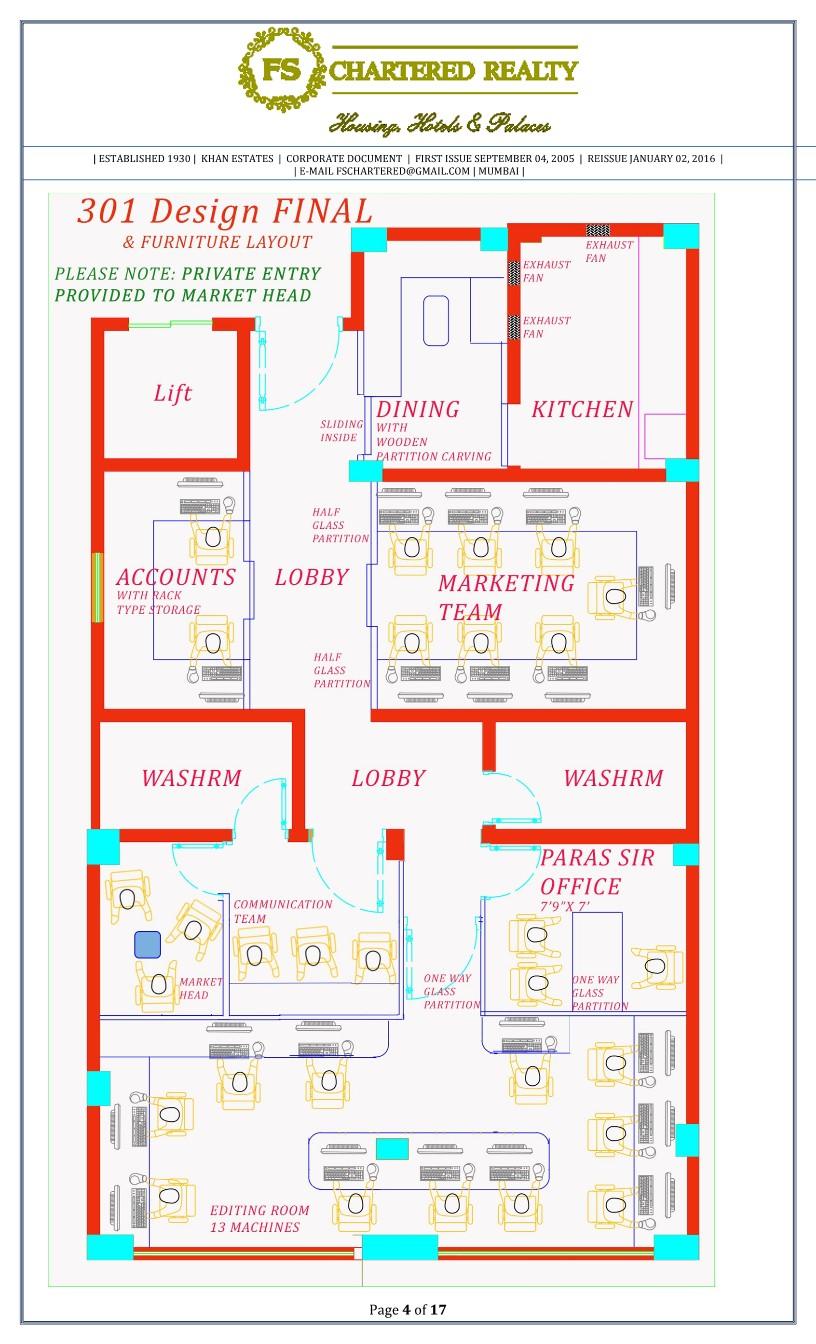 FS
CHARTERED REALTY
Housing, Hotels & Palaces
| ESTABLISHED 1930 | KHAN ESTATES | CORPORATE DOCUMENT | FIRST ISSUE SEPTEMBER 04, 2005 | REISSUE JANUARY 02, 2016 |
| E-MAIL FSCHARTERED@GMAIL.COM | MUMBAI |
301 Design FINAL
& FURNITURE LAYOUT
PLEASE NOTE: PRIVATE ENTRY
PROVIDED TO MARKET HEAD
EXHAUST
FAN
EXHAUST
FAN
EXHAUST
FAN
Lift
SLIDING
INSIDE
DINING
WITH
WOODEN
PARTITION CARVING
KITCHEN
HALF
GLASS
PARTITION
ACCOUNTS
WITH RACK
TYPE STORAGE
LOBBY
MARKETING
TEAM
HALF
GLASS
PARTITION
WASHRM
LOBBY
WASHRM
PARAS SIR
OFFICE
7'9"X 7'
COMMUNICATION
TEAM
MARKET
HEAD
ONE WAY
GLASS
PARTITION
ONE WAY
GLASS
PARTITION
EDITING ROOM
13 MACHINES
Page 4 of 17